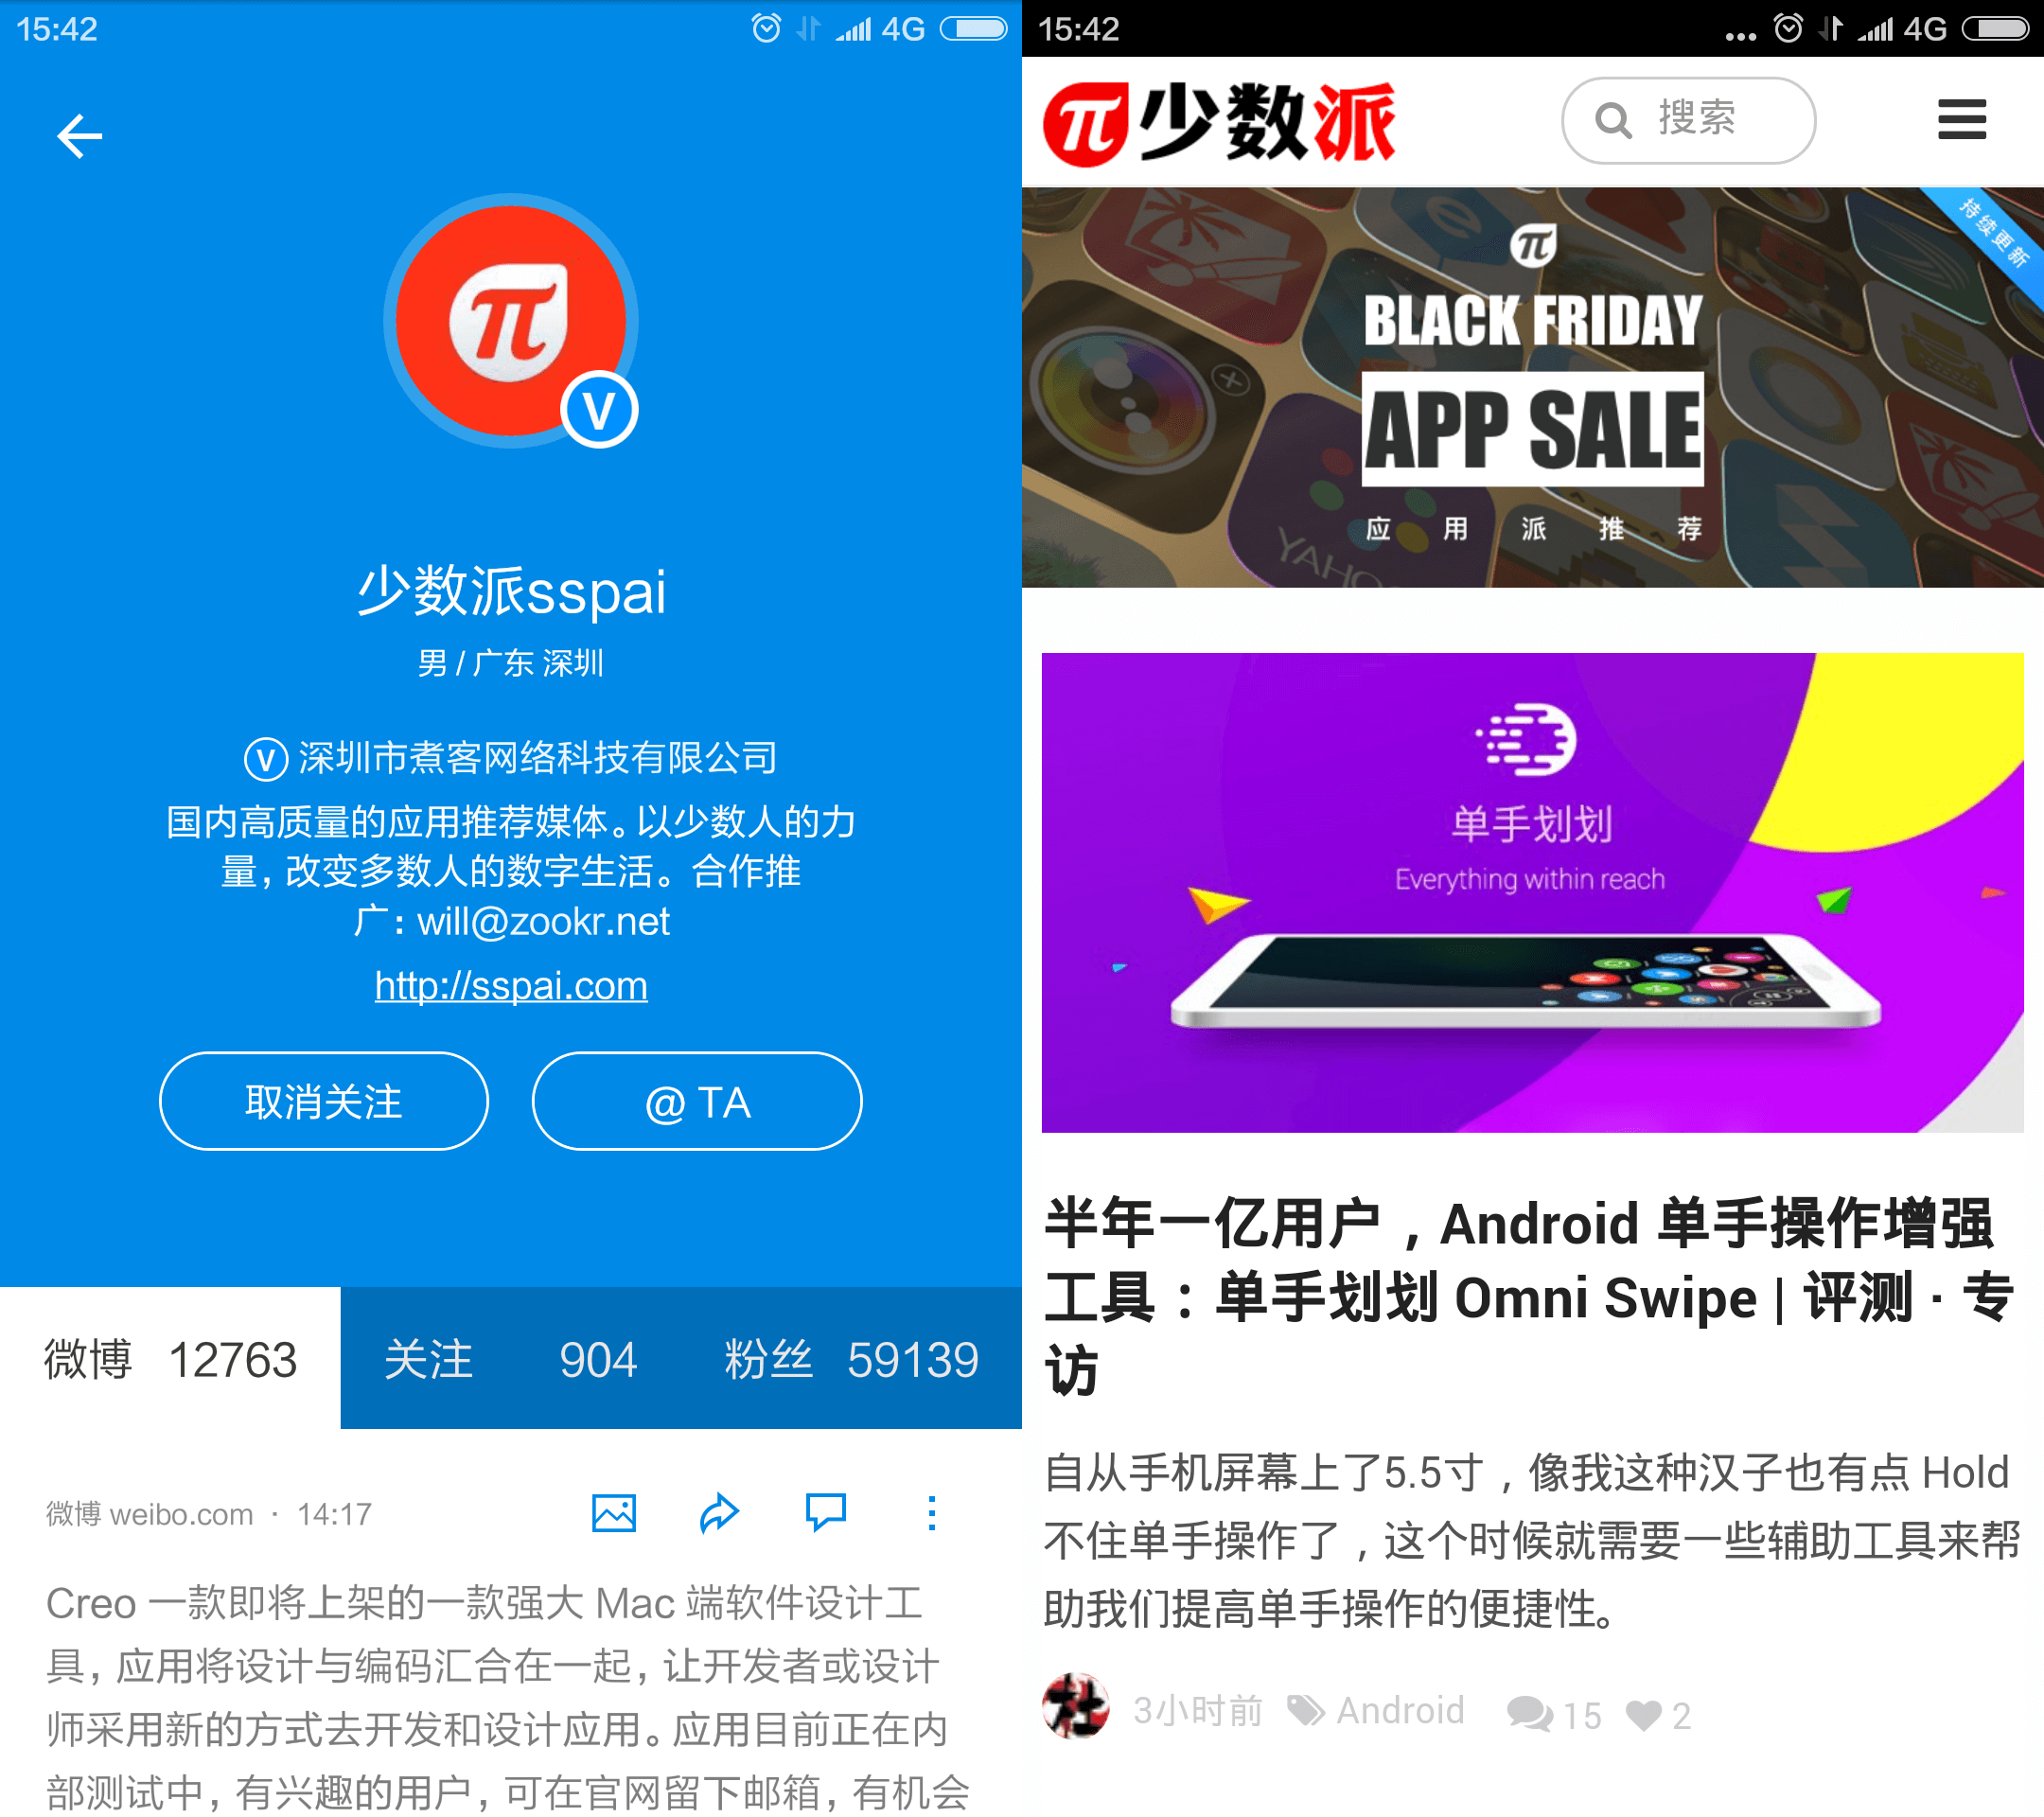 15:42
4G
V
少数派sspai
男 / 广东 深圳
V 深圳市煮客网络科技有限公司
国内高质量的应用推荐媒体。以少数人的力
量，改变多数人的数字生活。合作推
广：will@zookr.net
http://sspai.com
取消关注
@ TA
微博 12763
关注 904
粉丝 59139
微博 weibo.com · 14:17
Creo 一款即将上架的一款强大 Mac 端软件设计工
具，应用将设计与编码汇合在一起，让开发者或设计
师采用新的方式去开发和设计应用。应用目前正在内
部测试中，有兴趣的用户，可在官网留下邮箱，有机会
15:42
... 4G
π少数派
搜索
持续更新
π
BLACK FRIDAY
APP SALE
应用派推荐
YAHO
单手划划
Everything within reach
半年一亿用户，Android 单手操作增强
工具：单手划划 Omni Swipe | 评测 · 专
访
自从手机屏幕上了5.5寸，像我这种汉子也有点 Hold
不住单手操作了，这个时候就需要一些辅助工具来帮
助我们提高单手操作的便捷性。
3小时前 Android 15 2